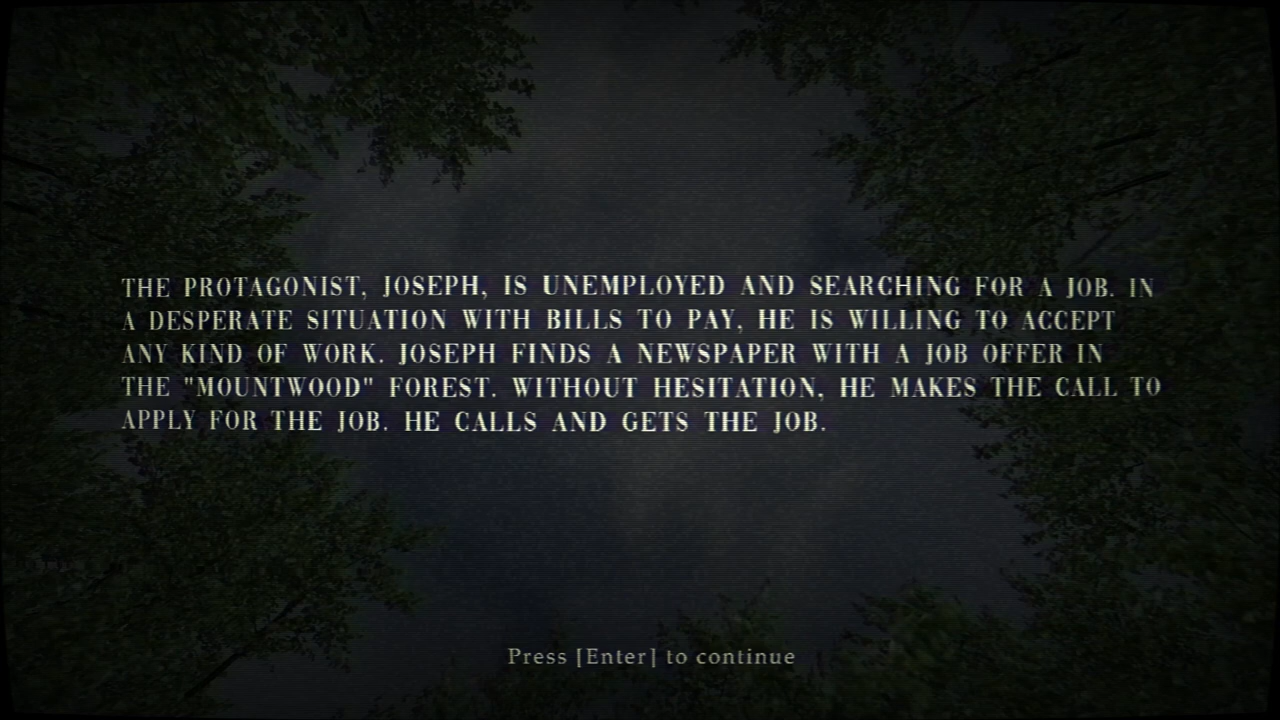 THE PROTAGONIST, JOSEPH, IS UNEMPLOYED AND SEARCHING FOR A JOB. IN
A DESPERATE SITUATION WITH BILLS TO PAY, HE IS WILLING TO ACCEPT
ANY KIND OF WORK. JOSEPH FINDS A NEWSPAPER WITH A JOB OFFER IN
THE "MOUNTWOOD" FOREST. WITHOUT HESITATION, HE MAKES THE CALL TO
APPLY FOR THE JOB. HE CALLS AND GETS THE JOB.
Press [Enter] to continue